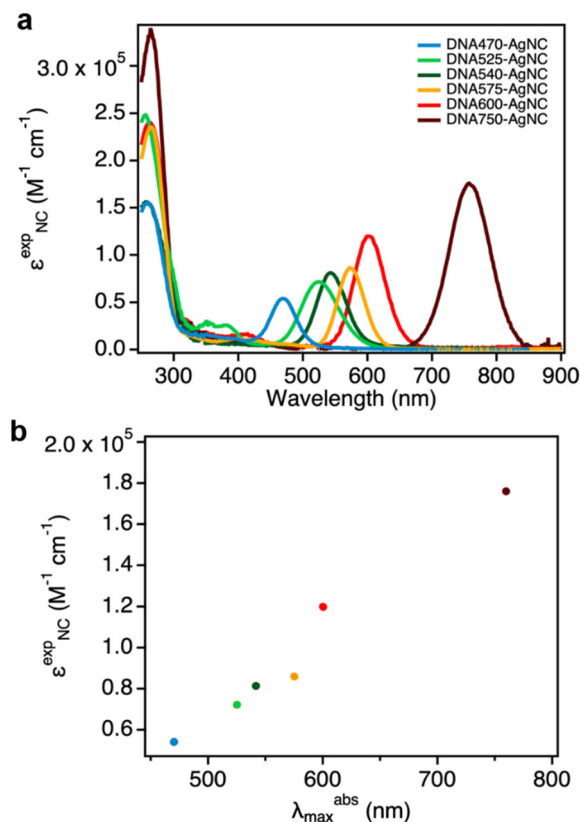 a
DNA470-AgNC
DNA525-AgNC
DNA540-AgNC
DNA575-AgNC
DNA600-AgNC
DNA750-AgNC
3.0 x 10⁵
2.5
2.0
1.5
1.0
0.5
0.0
ε^exp_NC (M⁻¹ cm⁻¹)
300 400 500 600 700 800 900
Wavelength (nm)
b
2.0 x 10⁵
1.8
1.6
1.4
1.2
1.0
0.8
0.6
ε^exp_NC (M⁻¹ cm⁻¹)
500 600 700 800
λ_max^abs (nm)